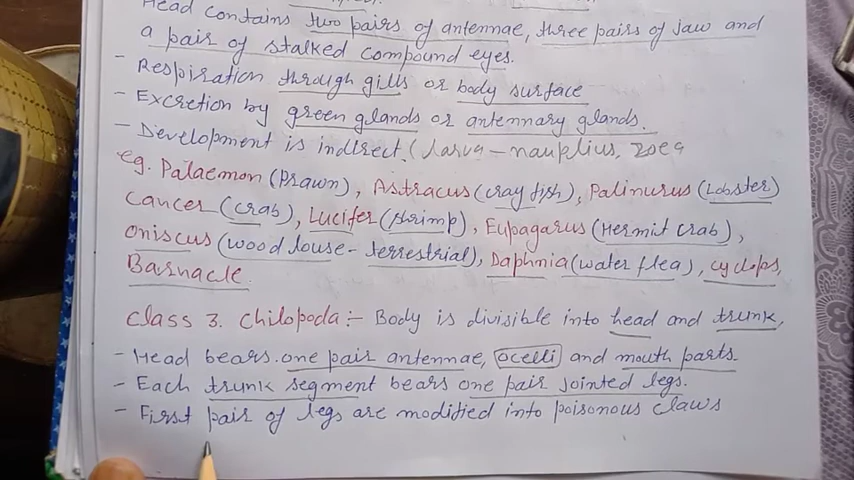 Head contains two pairs of antennae, three pairs of jaw and
a pair of stalked compound eyes.
- Respiration through gills or body surface
- Excretion by green glands or antennary glands.
- Development is indirect. (larva - nauplius, zoea
eg. Palaemon (Prawn), Astracus (cray fish), Palinurus (Lobster)
Cancer (crab), Lucifer (shrimp), Eupagarus (Hermit crab),
Oniscus (wood louse - terrestrial), Daphnia (water flea), cyclops,
Barnacle.
Class 3. Chilopoda :- Body is divisible into head and trunk,
- Head bears one pair antennae, ocelli and mouth parts.
- Each trunk segment bears one pair jointed legs.
- First pair of legs are modified into poisonous claws